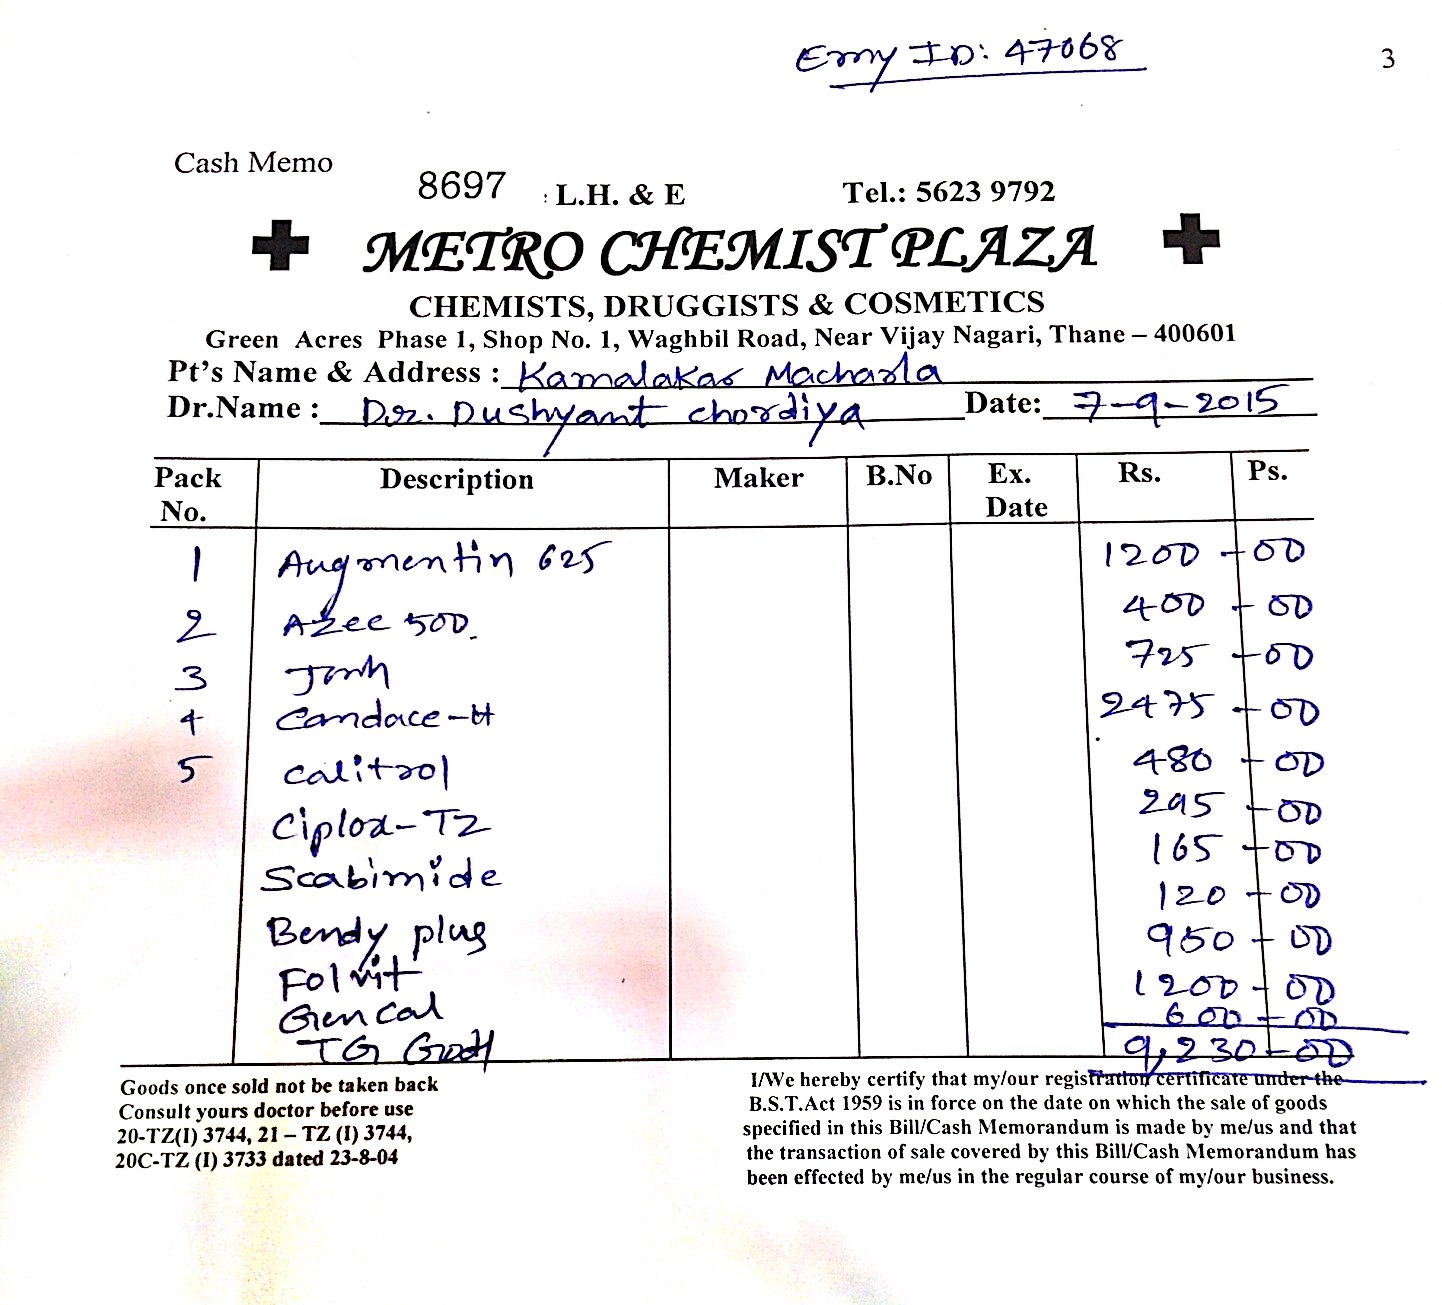 Emy ID: 47068
3
Cash Memo
8697 : L.H. & E Tel.: 5623 9792
METRO CHEMIST PLAZA
CHEMISTS, DRUGGISTS & COSMETICS
Green Acres Phase 1, Shop No. 1, Waghbil Road, Near Vijay Nagari, Thane – 400601
Pt's Name & Address : Kamalakar Macharla
Dr.Name : Dr. Dushyant Chordiya Date: 7-9-2015
Pack No. Description Maker B.No Ex. Date Rs. Ps.
1 Augmentin 625 1200 - 00
2 Azee 500. 400 - 00
3 725 - 00
4 Candace-H 2475 - 00
5 Calitrol 480 - 00
Ciplox-TZ 295 - 00
Scabimide 165 - 00
Bendy plus 120 - 00
Folvit 950 - 00
Gencal 1200 - 00
TG 600 - 00
9,230-00
Goods once sold not be taken back
Consult yours doctor before use
20-TZ(I) 3744, 21 – TZ (I) 3744,
20C-TZ (I) 3733 dated 23-8-04
I/We hereby certify that my/our registration certificate under the
B.S.T.Act 1959 is in force on the date on which the sale of goods
specified in this Bill/Cash Memorandum is made by me/us and that
the transaction of sale covered by this Bill/Cash Memorandum has
been effected by me/us in the regular course of my/our business.